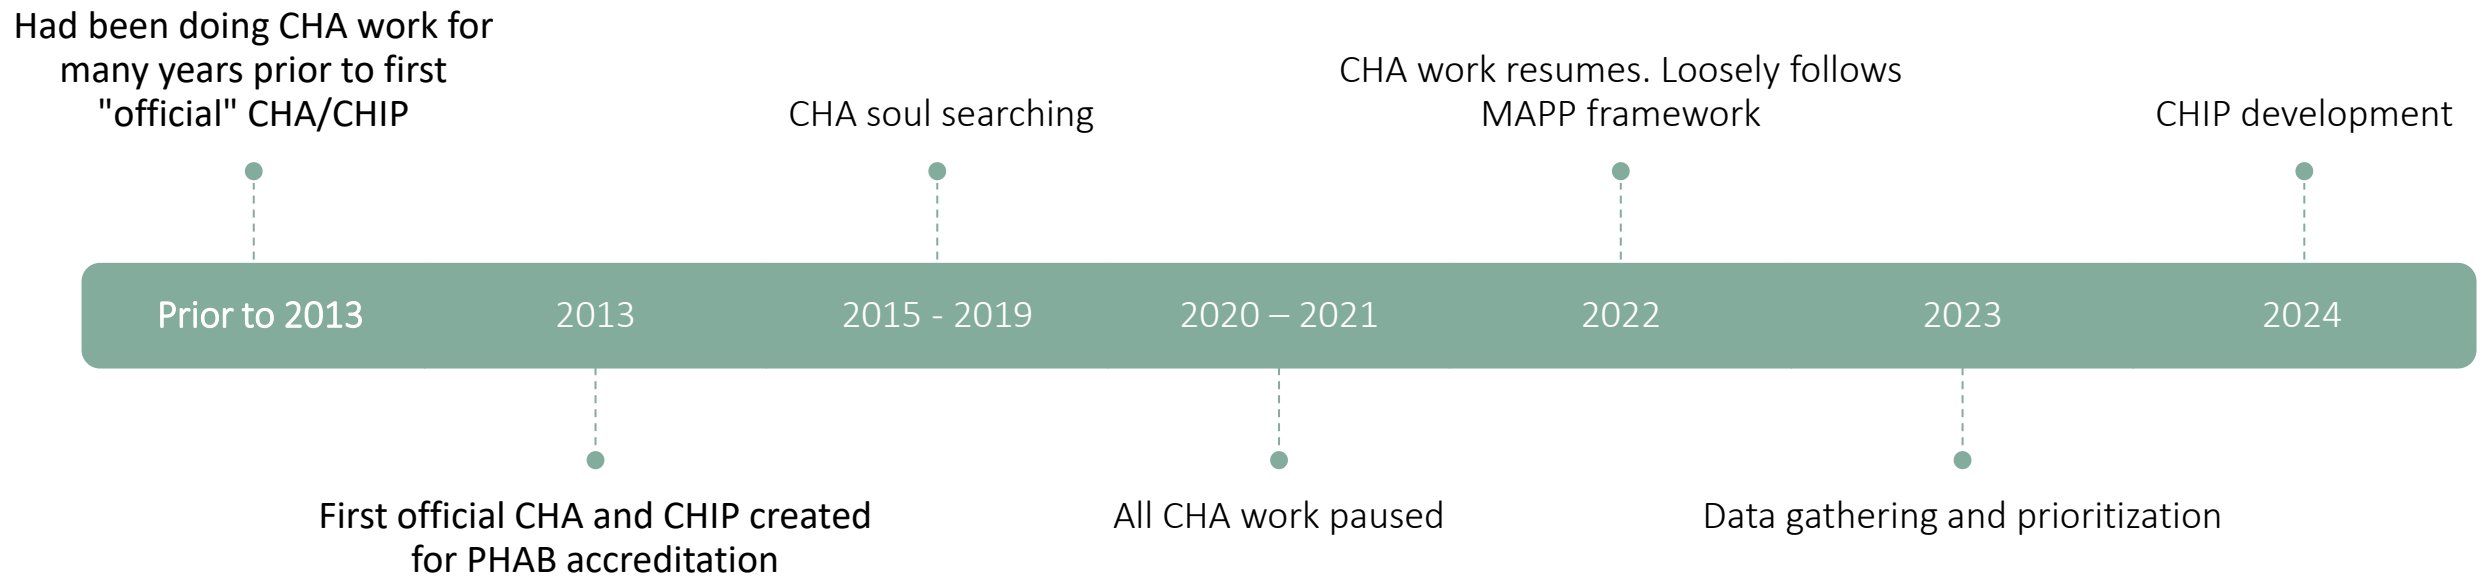 Had been doing CHA work for
many years prior to first
"official" CHA/CHIP
CHA soul searching
CHA work resumes. Loosely follows
MAPP framework
CHIP development
Prior to 2013
2013
2015 - 2019
2020 – 2021
2022
2023
2024
First official CHA and CHIP created
for PHAB accreditation
All CHA work paused
Data gathering and prioritization